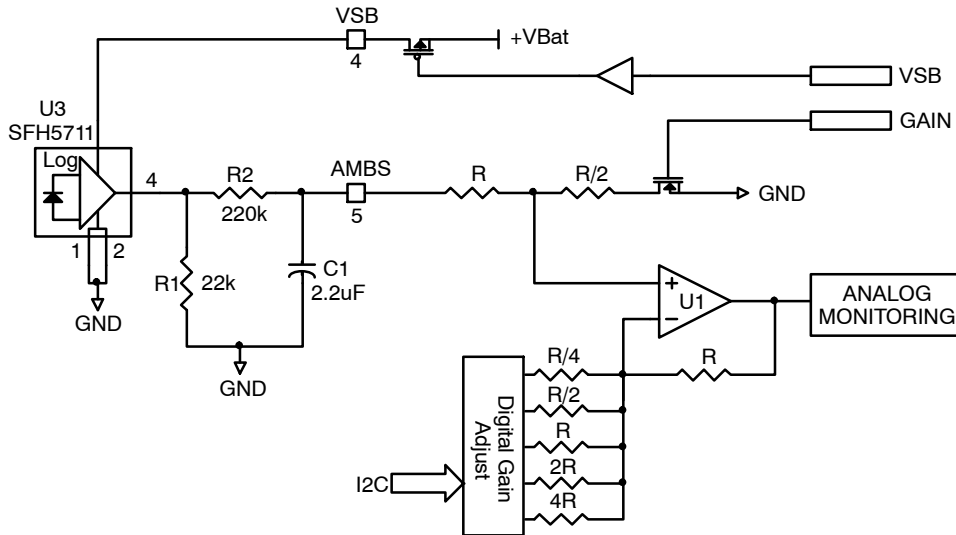 VSB
+VBat
4
VSB
U3
SFH5711
GAIN
Log
4
R2
AMBS
R
R/2
GND
220k
5
1
2
R1
22k
C1
2.2uF
GND
+
U1
−
ANALOG
MONITORING
GND
R/4
R
R/2
R
2R
4R
Digital Gain
Adjust
I2C